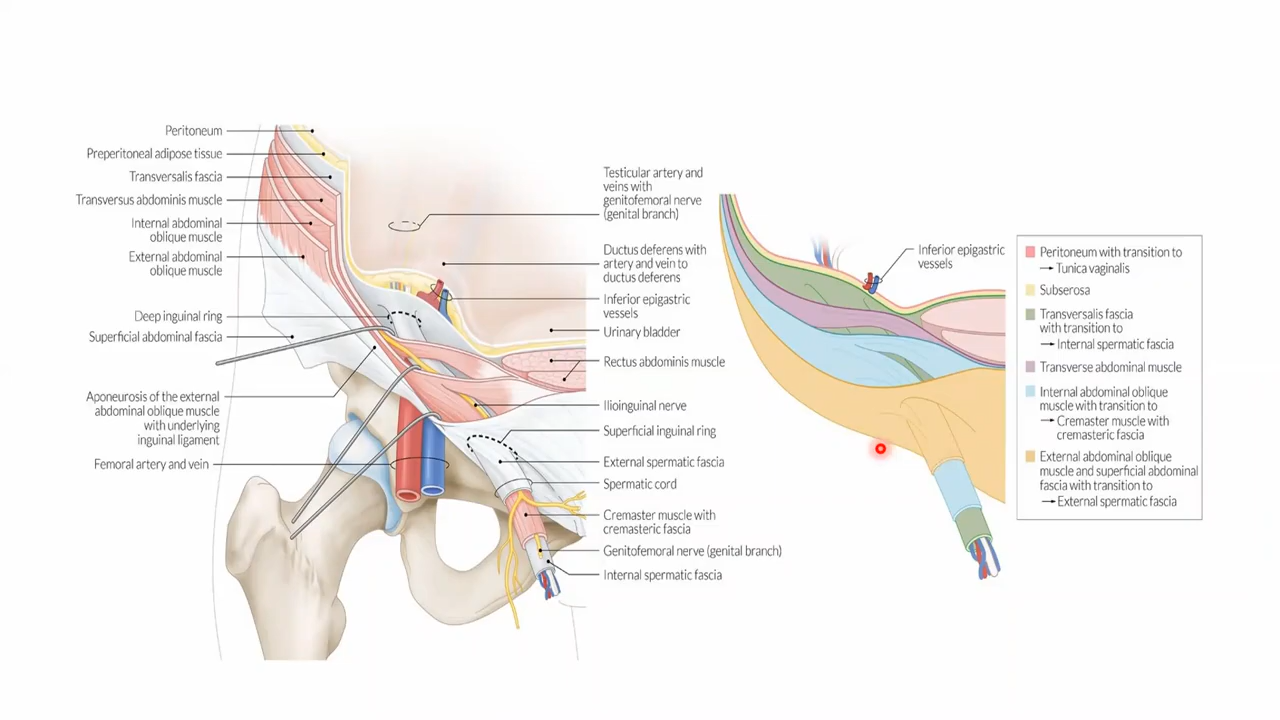 Peritoneum
Preperitoneal adipose tissue
Transversalis fascia
Transversus abdominis muscle
Internal abdominal
oblique muscle
External abdominal
oblique muscle
Deep inguinal ring
Superficial abdominal fascia
Aponeurosis of the external
abdominal oblique muscle
with underlying
inguinal ligament
Femoral artery and vein
Testicular artery and
veins with
genitofemoral nerve
(genital branch)
Ductus deferens with
artery and vein to
ductus deferens
Inferior epigastric
vessels
Urinary bladder
Rectus abdominis muscle
Ilioinguinal nerve
Superficial inguinal ring
External spermatic fascia
Spermatic cord
Cremaster muscle with
cremasteric fascia
Genitofemoral nerve (genital branch)
Internal spermatic fascia
Inferior epigastric
vessels
Peritoneum with transition to
→ Tunica vaginalis
Subserosa
Transversalis fascia
with transition to
→ Internal spermatic fascia
Transverse abdominal muscle
Internal abdominal oblique
muscle with transition to
→ Cremaster muscle with
cremasteric fascia
External abdominal oblique
muscle and superficial abdominal
fascia with transition to
→ External spermatic fascia